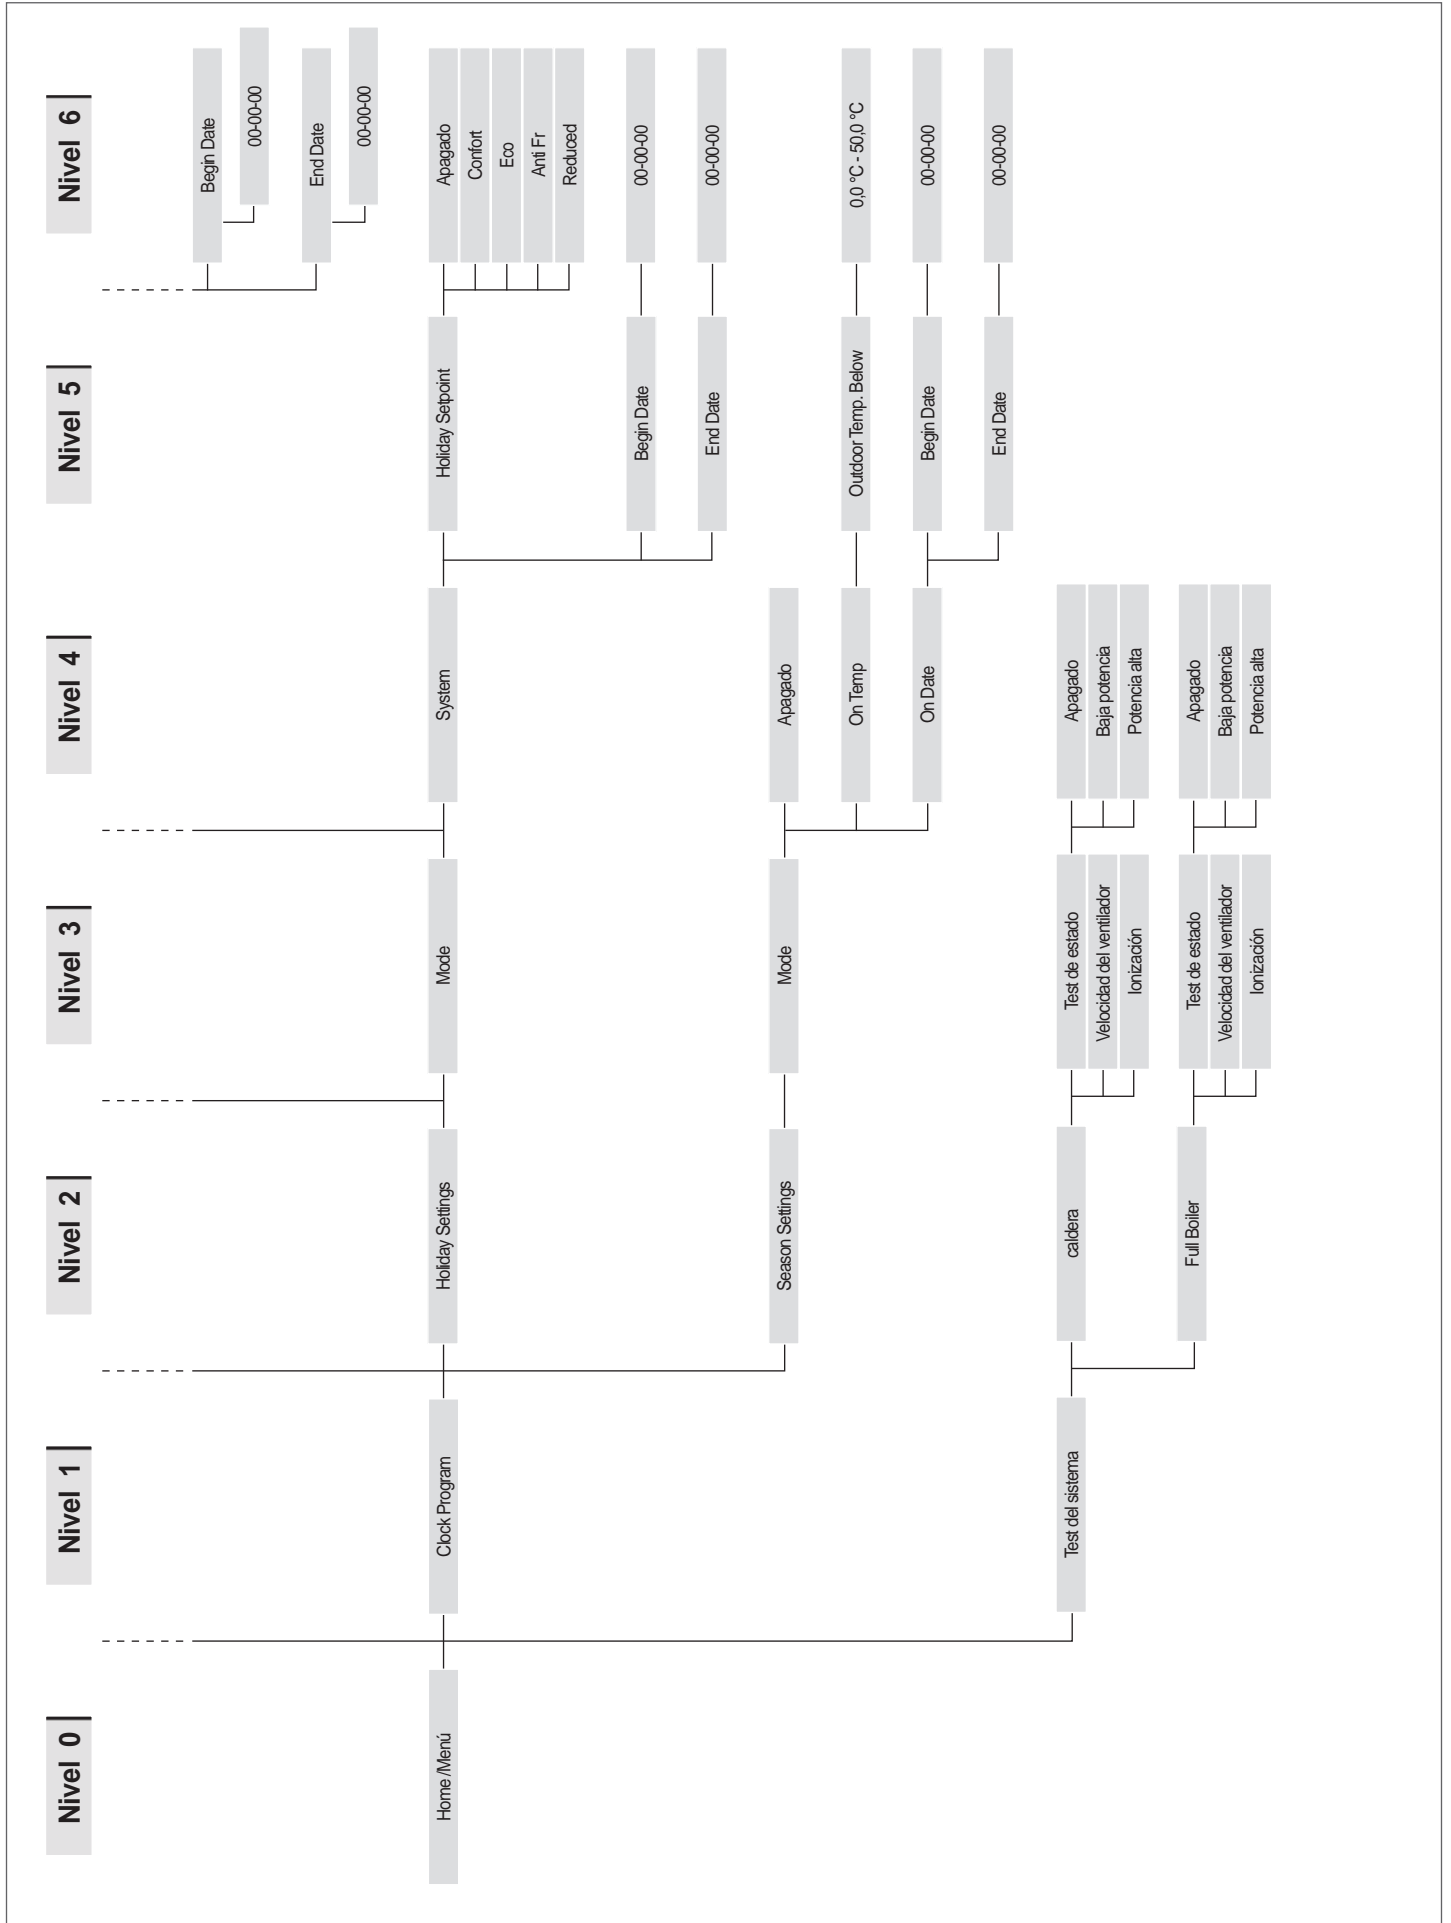 Nivel 0 Nivel 1 Nivel 2 Nivel 3 Nivel 4 Nivel 5 Nivel 6
Begin Date
00-00-00
End Date
00-00-00
Home /Menú Clock Program Holiday Settings Mode System Holiday Setpoint Apagado
Confort
Eco
Anti Fr
Reduced
Begin Date 00-00-00
End Date 00-00-00
Season Settings Mode Apagado
On Temp Outdoor Temp. Below 0,0 °C - 50,0 °C
On Date Begin Date 00-00-00
End Date 00-00-00
Test del sistema caldera Test de estado Apagado
Velocidad del ventilador Baja potencia
Ionización Potencia alta
Full Boiler Test de estado Apagado
Velocidad del ventilador Baja potencia
Ionización Potencia alta